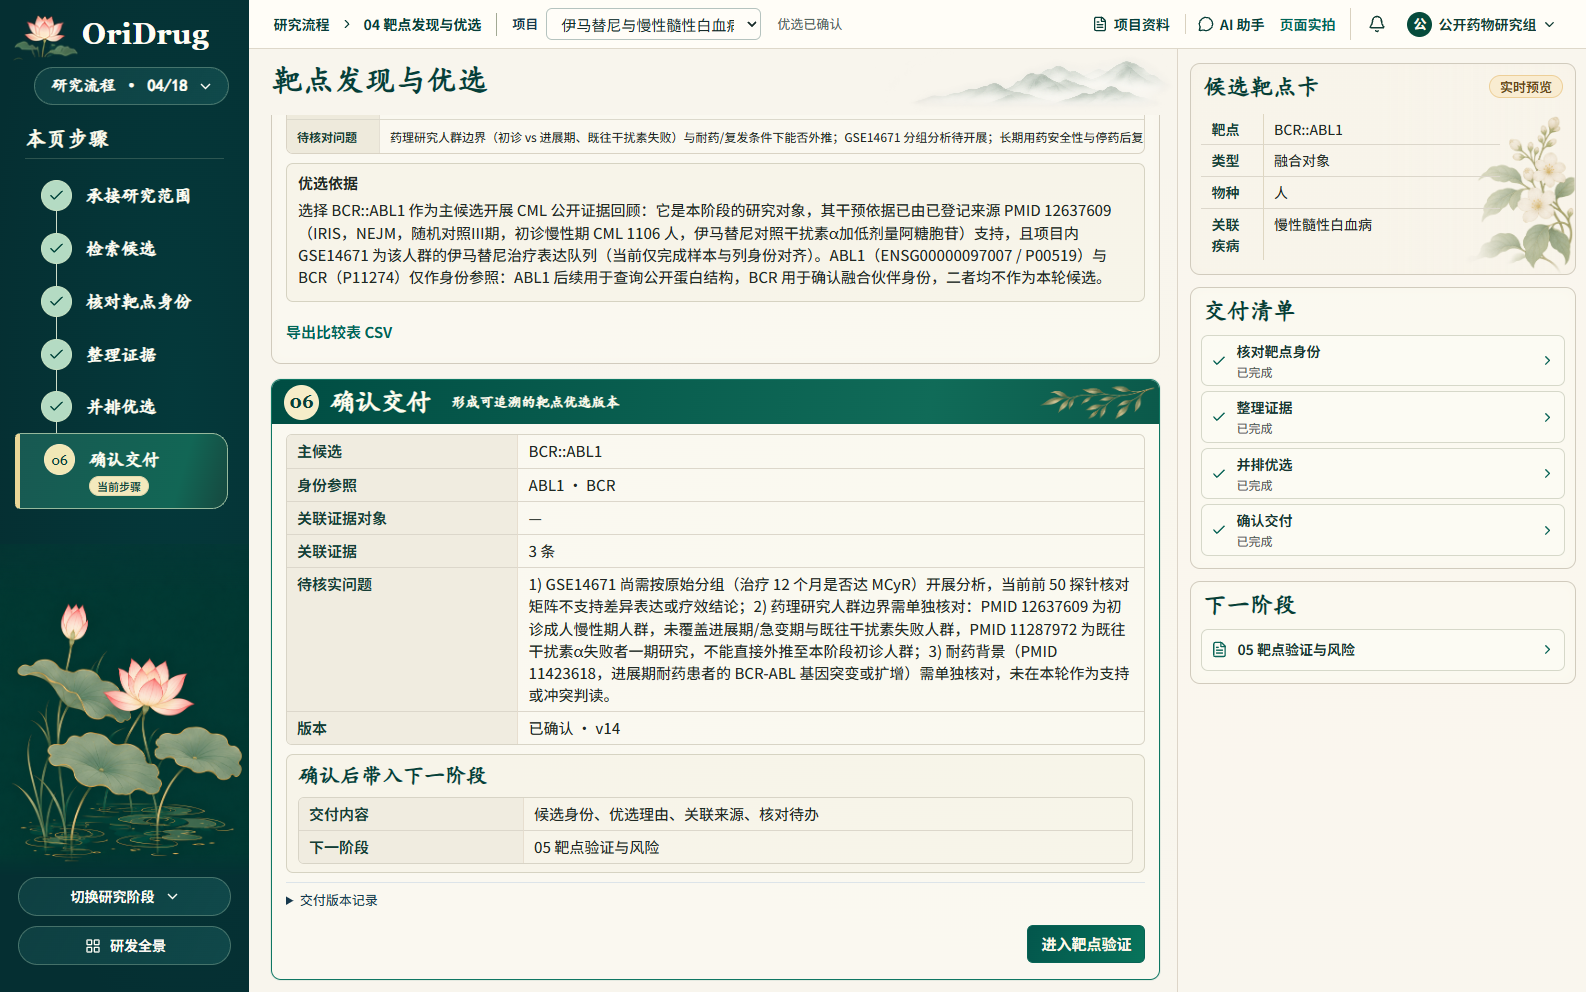 OriDrug
研究流程 • 04/18
本页步骤
承接研究范围
检索候选
核对靶点身份
整理证据
并排优选
06 确认交付
当前步骤
切换研究阶段
研发全景
研究流程 > 04 靶点发现与优选
项目
伊马替尼与慢性髓性白血
优选已确认
项目资料
AI 助手
页面实拍
公 公开药物研究组
靶点发现与优选
待核对问题
药理研究人群边界（初诊 vs 进展期、既往干扰素失败）与耐药/复发条件下能否外推；GSE14671 分组分析待开展；长期用药安全性与停药后复
优选依据
选择 BCR::ABL1 作为主候选开展 CML 公开证据回顾：它是本阶段的研究对象，其干预依据已由已登记来源 PMID 12637609
（IRIS，NEJM，随机对照III期，初诊慢性期 CML 1106 人，伊马替尼对照干扰素α加低剂量阿糖胞苷）支持，且项目内
GSE14671 为该人群的伊马替尼治疗表达队列（当前仅完成样本与列身份对齐）。ABL1（ENSG00000097007 / P00519）与
BCR（P11274）仅作身份参照：ABL1 后续用于查询公开蛋白结构，BCR 用于确认融合伙伴身份，二者均不作为本轮候选。
导出比较表 CSV
06 确认交付 形成可追溯的靶点优选版本
主候选 BCR::ABL1
身份参照 ABL1 • BCR
关联证据对象 —
关联证据 3 条
待核实问题
1) GSE14671 尚需按原始分组（治疗 12 个月是否达 MCyR）开展分析，当前前 50 探针核对
矩阵不支持差异表达或疗效结论；2) 药理研究人群边界需单独核对：PMID 12637609 为初
诊成人慢性期人群，未覆盖进展期/急变期与既往干扰素失败人群，PMID 11287972 为既往
干扰素α失败者一期研究，不能直接外推至本阶段初诊人群；3) 耐药背景（PMID
11423618，进展期耐药患者的 BCR-ABL 基因突变或扩增）需单独核对，未在本轮作为支持
或冲突判读。
版本 已确认 • v14
确认后带入下一阶段
交付内容 候选身份、优选理由、关联来源、核对待办
下一阶段 05 靶点验证与风险
交付版本记录
进入靶点验证
候选靶点卡
实时预览
靶点 BCR::ABL1
类型 融合对象
物种 人
关联
疾病
慢性髓性白血病
交付清单
核对靶点身份
已完成
整理证据
已完成
并排优选
已完成
确认交付
已完成
下一阶段
05 靶点验证与风险